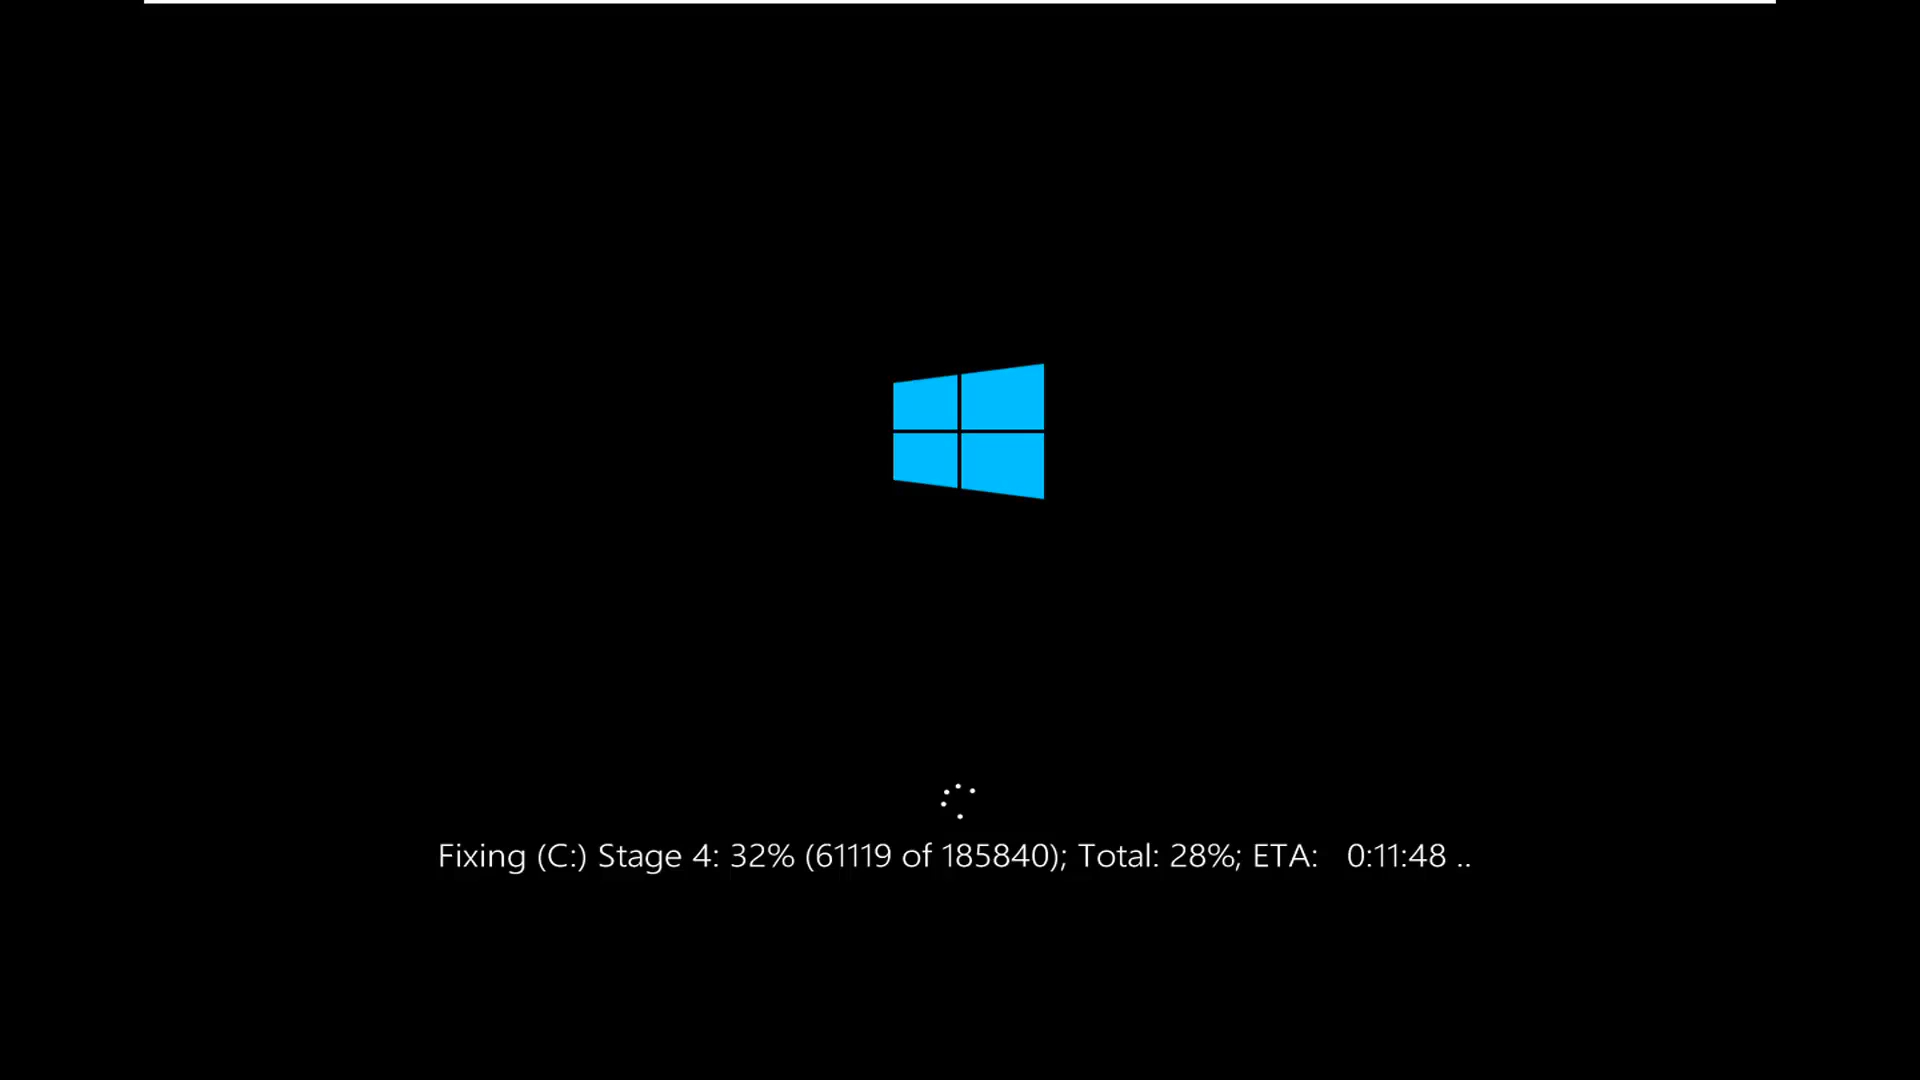 Fixing (C:) Stage 4: 32% (61119 of 185840); Total: 28%; ETA:   0:11:48 ..